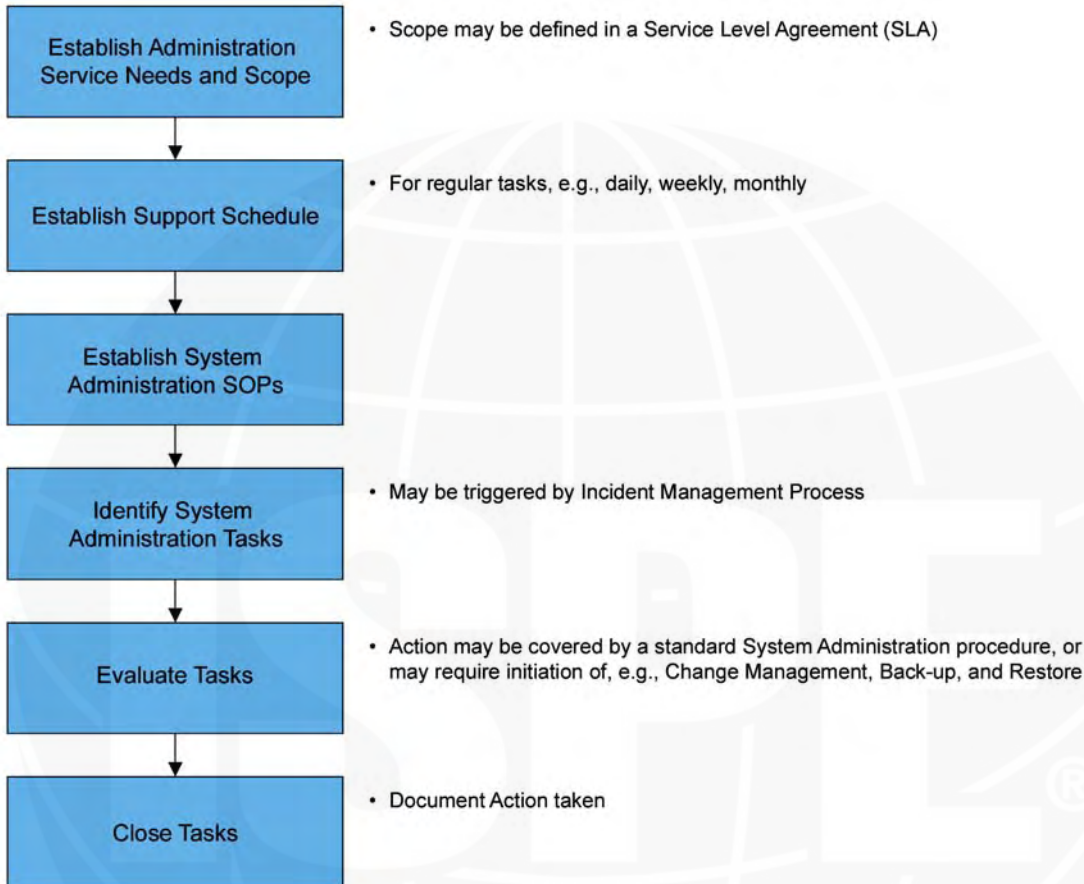 Establish Administration
Service Needs and Scope
• Scope may be defined in a Service Level Agreement (SLA)
Establish Support Schedule
• For regular tasks, e.g., daily, weekly, monthly
Establish System
Administration SOPs
Identify System
Administration Tasks
• May be triggered by Incident Management Process
Evaluate Tasks
• Action may be covered by a standard System Administration procedure, or
may require initiation of, e.g., Change Management, Back-up, and Restore
Close Tasks
• Document Action taken
ISPE®